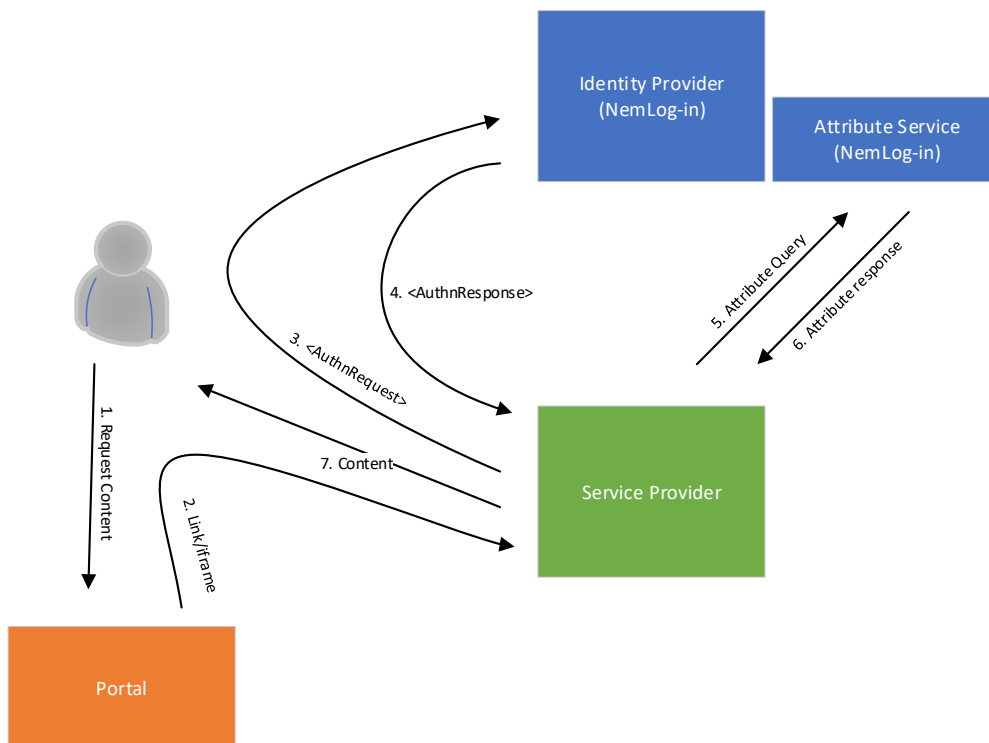 Identity Provider
(NemLog-in)
Attribute Service
(NemLog-in)
5. Attribute Query
6. Attribute response
4. <AuthnResponse>
3. <AuthnRequest>
1. Request Content
7. Content
2. Link/iframe
Service Provider
Portal